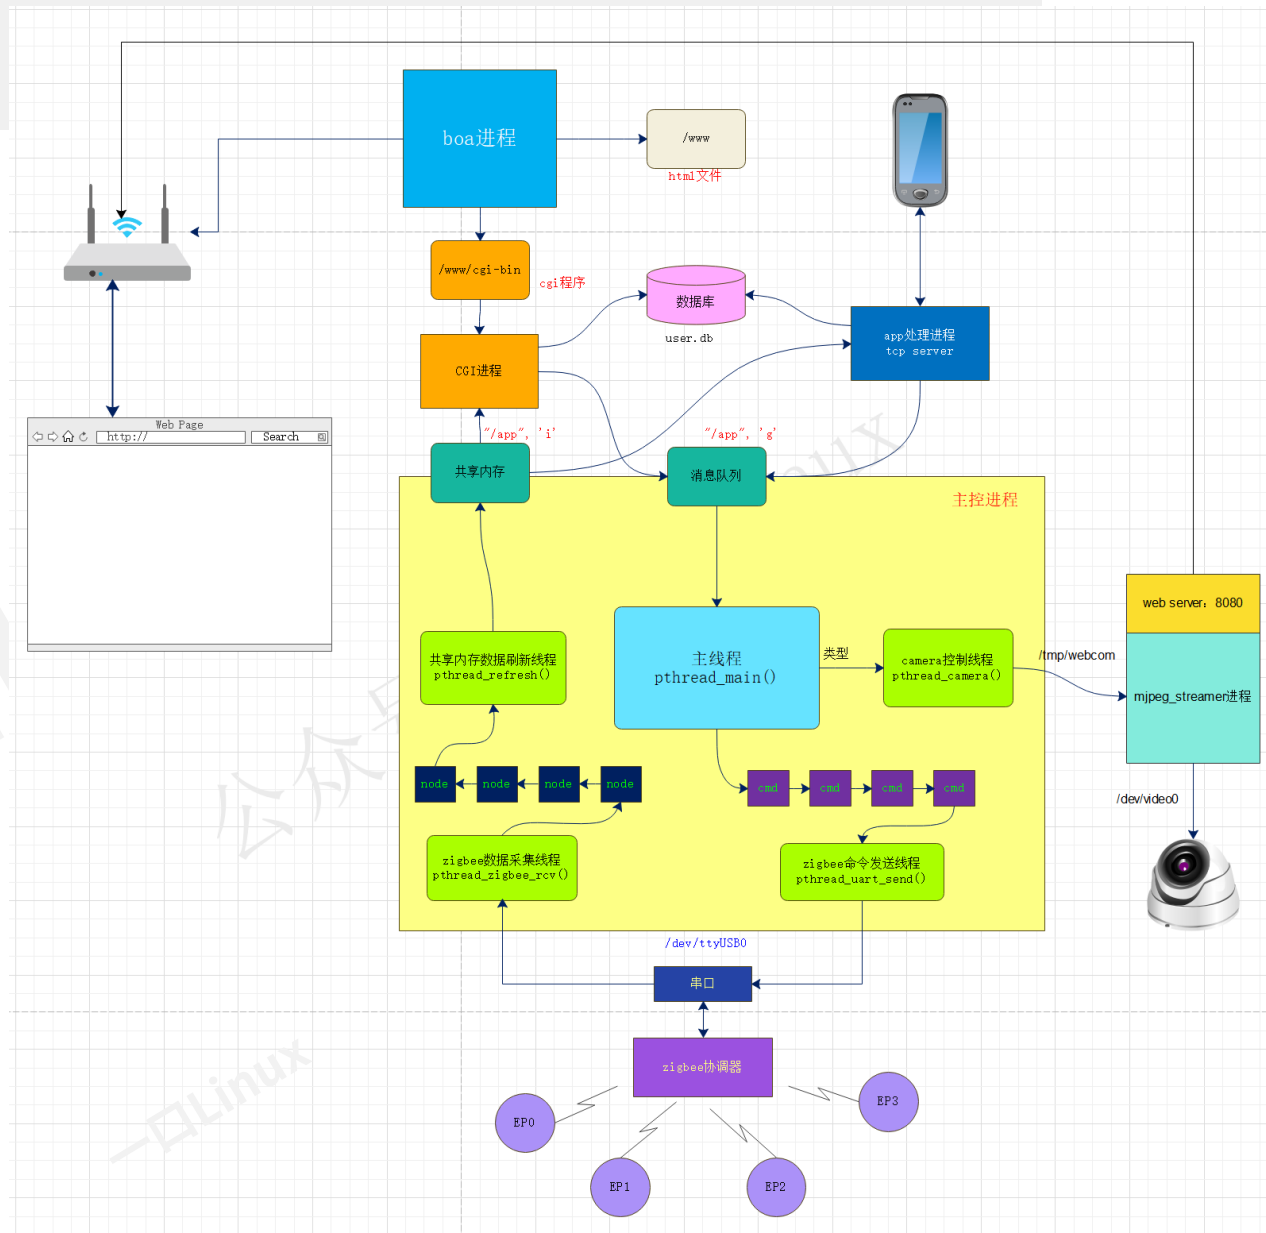 boa进程
/www
html文件
/www/cgi-bin
cgi程序
数据库
user.db
app处理进程
tcp server
CGI进程
Web Page
http://
Search
"/app", 'i'
"/app", 'g'
共享内存
消息队列
主控进程
web server：8080
共享内存数据刷新线程
pthread_refresh()
主线程
pthread_main()
类型
camera控制线程
pthread_camera()
/tmp/webcom
mjpeg_streamer进程
node
node
node
node
cmd
cmd
cmd
cmd
/dev/video0
zigbee数据采集线程
pthread_zigbee_rcv()
zigbee命令发送线程
pthread_uart_send()
/dev/ttyUSB0
串口
zigbee协调器
EP0
EP1
EP2
EP3
一口Linux